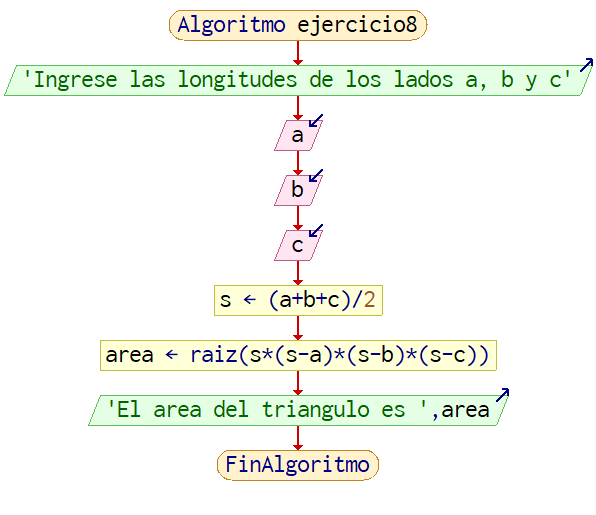 Algoritmo ejercicio8
'Ingrese las longitudes de los lados a, b y c'
a
b
c
s ← (a+b+c)/2
area ← raiz(s*(s-a)*(s-b)*(s-c))
'El area del triangulo es ',area
FinAlgoritmo